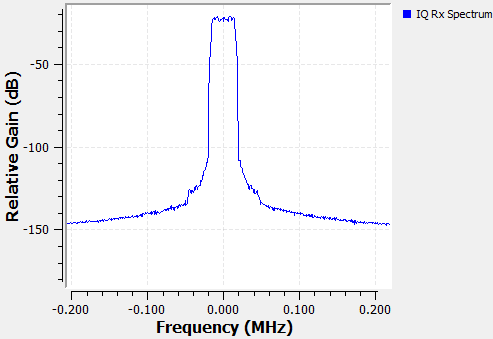 IQ Rx Spectrum
Relative Gain (dB)
-50
-100
-150
-0.200 -0.100 0.000 0.100 0.200
Frequency (MHz)